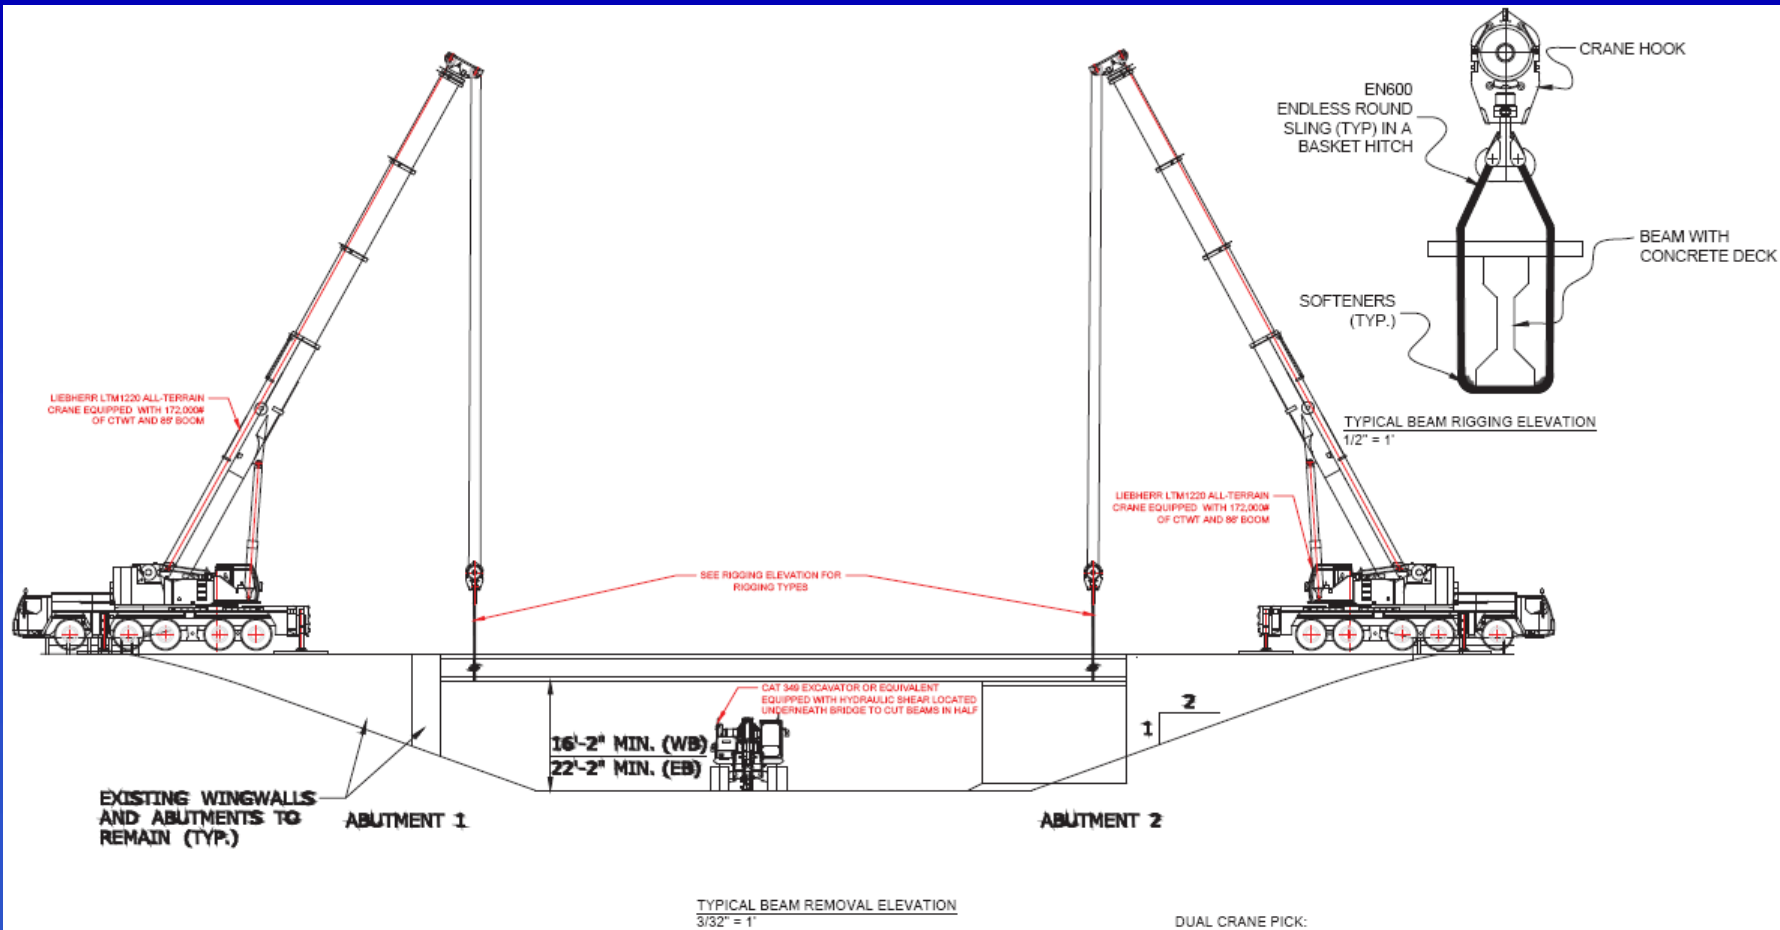 CRANE HOOK
EN600
ENDLESS ROUND
SLING (TYP) IN A
BASKET HITCH
BEAM WITH
CONCRETE DECK
SOFTENERS
(TYP.)
TYPICAL BEAM RIGGING ELEVATION
1/2" = 1'
LIEBHERR LTM1220 ALL-TERRAIN
CRANE EQUIPPED WITH 172,000#
OF CTWT AND 86' BOOM
LIEBHERR LTM1220 ALL-TERRAIN
CRANE EQUIPPED WITH 172,000#
OF CTWT AND 86' BOOM
SEE RIGGING ELEVATION FOR
RIGGING TYPES
CAT 349 EXCAVATOR OR EQUIVALENT
EQUIPPED WITH HYDRAULIC SHEAR LOCATED
UNDERNEATH BRIDGE TO CUT BEAMS IN HALF
2
1
16'-2" MIN. (WB)
22'-2" MIN. (EB)
EXISTING WINGWALLS
AND ABUTMENTS TO
REMAIN (TYP.)
ABUTMENT 1
ABUTMENT 2
TYPICAL BEAM REMOVAL ELEVATION
3/32" = 1'
DUAL CRANE PICK: